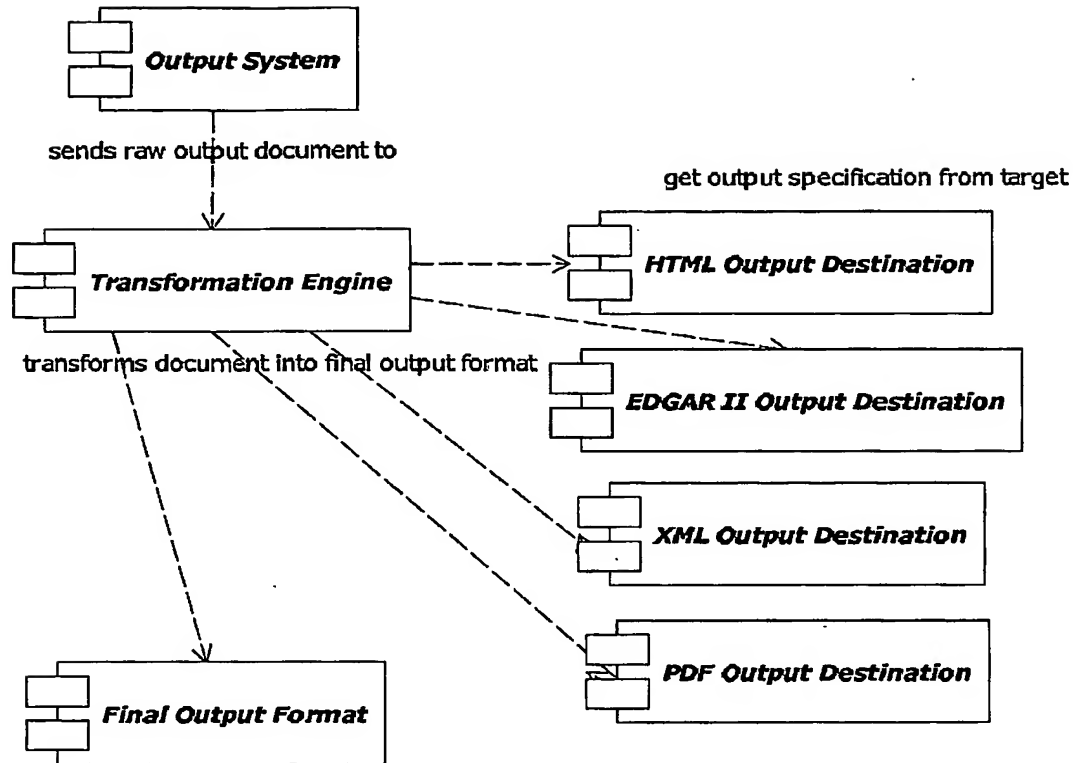 Output System
sends raw output document to
get output specification from target
HTML Output Destination
Transformation Engine
transforms document into final output format
EDGAR II Output Destination
XML Output Destination
PDF Output Destination
Final Output Format